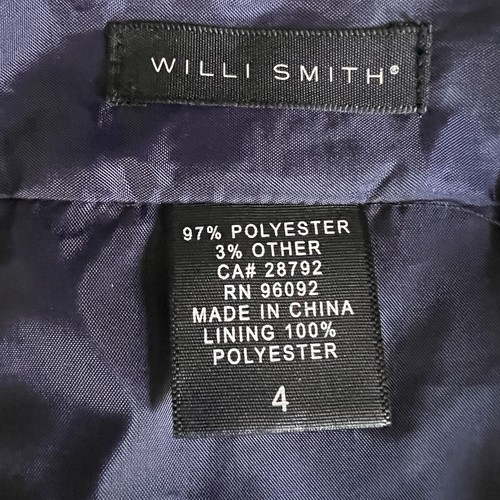 WILLI SMITH®
97% POLYESTER
3% OTHER
CA# 28792
RN 96092
MADE IN CHINA
LINING 100%
POLYESTER
4